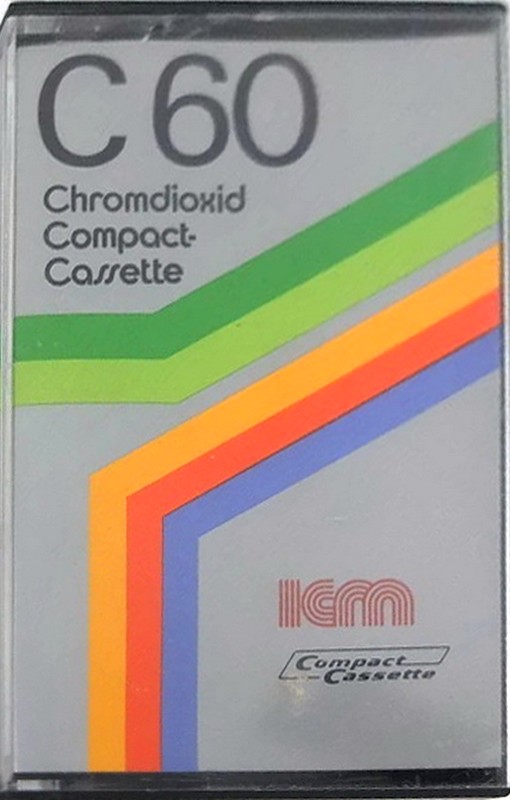 C 60
Chromdioxid
Compact-
Cassette
ICM
Compact
Cassette